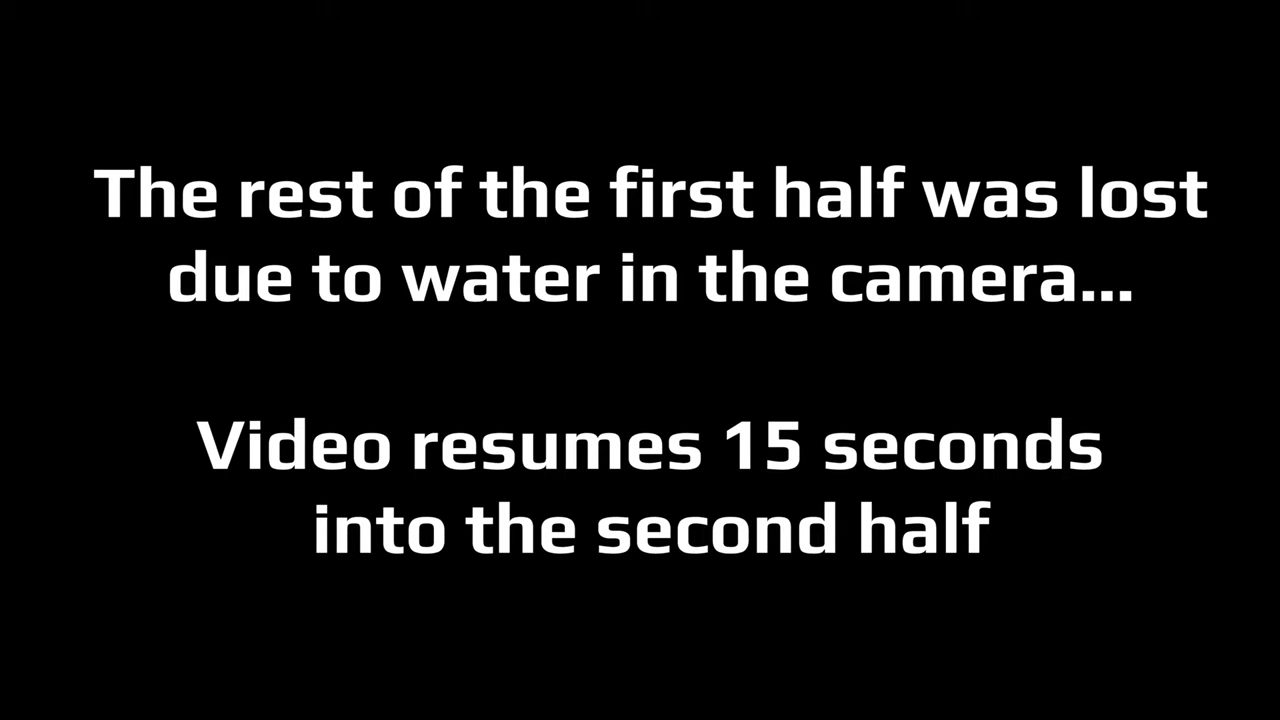 The rest of the first half was lost
due to water in the camera...
Video resumes 15 seconds
into the second half